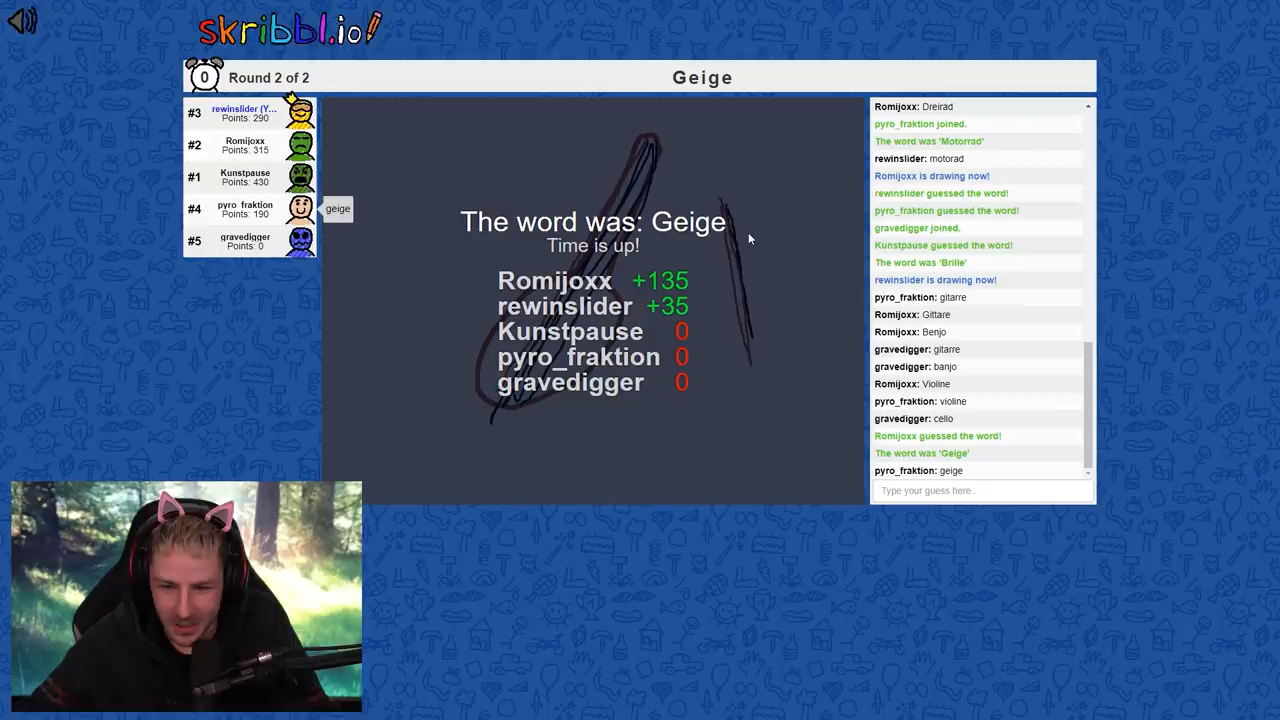 skribbl.io
0
Round 2 of 2
Geige
#3
rewinslider (Y...
Points: 290
#2
Romijoxx
Points: 315
#1
Kunstpause
Points: 430
#4
pyro_fraktion
Points: 190
geige
#5
gravedigger
Points: 0
The word was: Geige
Time is up!
Romijoxx +135
rewinslider +35
Kunstpause 0
pyro_fraktion 0
gravedigger 0
Romijoxx: Dreirad
pyro_fraktion joined.
The word was 'Motorrad'
rewinslider: motorad
Romijoxx is drawing now!
rewinslider guessed the word!
pyro_fraktion guessed the word!
gravedigger joined.
Kunstpause guessed the word!
The word was 'Brille'
rewinslider is drawing now!
pyro_fraktion: gitarre
Romijoxx: Gittare
Romijoxx: Benjo
gravedigger: gitarre
gravedigger: banjo
Romijoxx: Violine
pyro_fraktion: violine
gravedigger: cello
Romijoxx guessed the word!
The word was 'Geige'
pyro_fraktion: geige
Type your guess here...